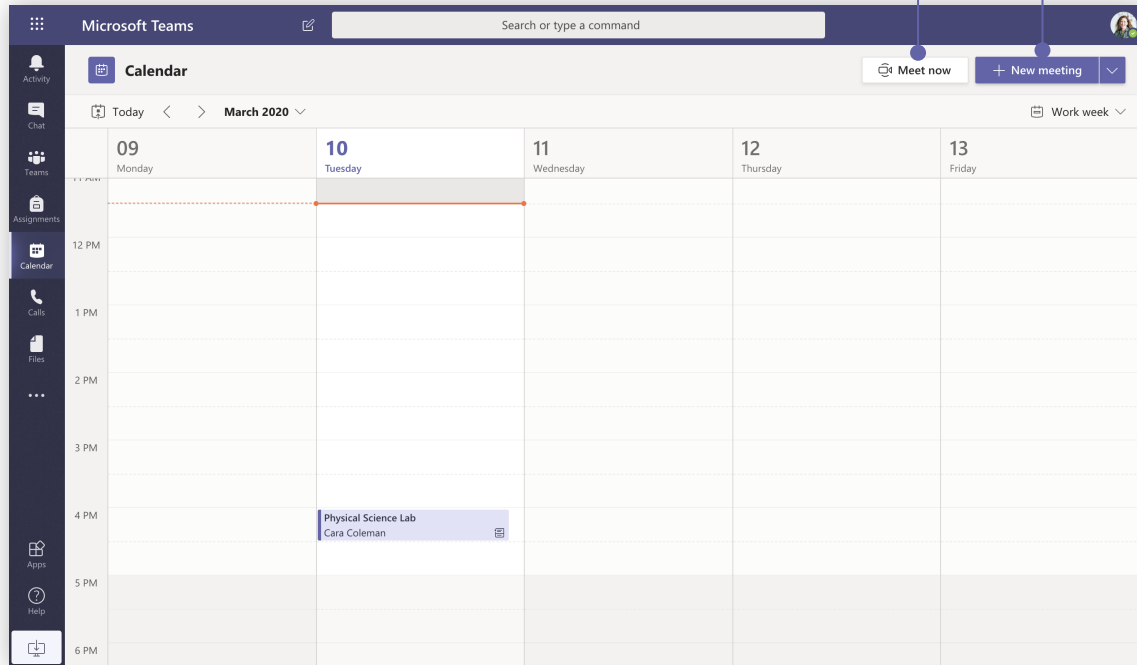 Microsoft Teams
Search or type a command
Activity
Chat
Teams
Assignments
Calendar
Calls
Files
Apps
Help
Calendar
Meet now
New meeting
Today
March 2020
Work week
09
Monday
10
Tuesday
11
Wednesday
12
Thursday
13
Friday
11 AM
12 PM
1 PM
2 PM
3 PM
4 PM
Physical Science Lab
Cara Coleman
5 PM
6 PM